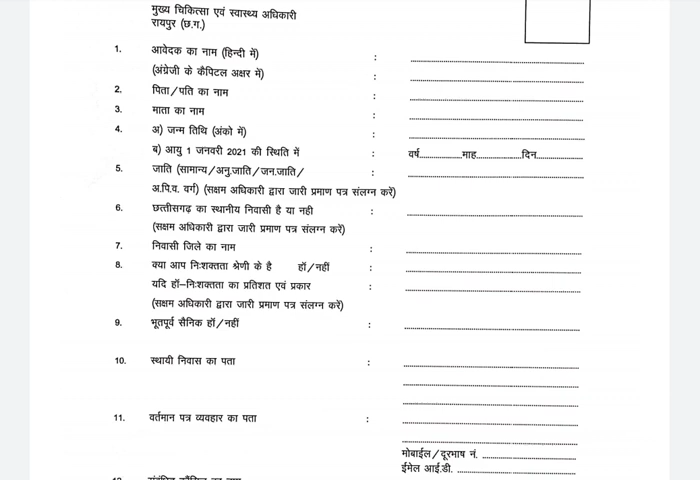 मुख्य चिकित्सा एवं स्वास्थ्य अधिकारी
रायपुर (छ.ग.)
1. आवेदक का नाम (हिन्दी में) :
(अंग्रेजी के कैपिटल अक्षर में) :
2. पिता/पति का नाम :
3. माता का नाम :
4. अ) जन्म तिथि (अंको में) :
ब) आयु 1 जनवरी 2021 की स्थिति में : वर्ष..............माह..............दिन..............
5. जाति (सामान्य/अनु.जाति/जन.जाति/ :
अ.पि.व. वर्ग) (सक्षम अधिकारी द्वारा जारी प्रमाण पत्र संलग्न करें)
6. छत्तीसगढ़ का स्थानीय निवासी है या नही :
(सक्षम अधिकारी द्वारा जारी प्रमाण पत्र संलग्न करें)
7. निवासी जिले का नाम :
8. क्या आप निःशक्तता श्रेणी के है हॉ/नहीं :
यदि हॉ–निःशक्तता का प्रतिशत एवं प्रकार :
(सक्षम अधिकारी द्वारा जारी प्रमाण पत्र संलग्न करें)
9. भूतपूर्व सैनिक हॉ/नहीं :
10. स्थायी निवास का पता :
11. वर्तमान पत्र व्यवहार का पता :
मोबाईल/दूरभाष नं. ..............
ईमेल आई.डी. ..............